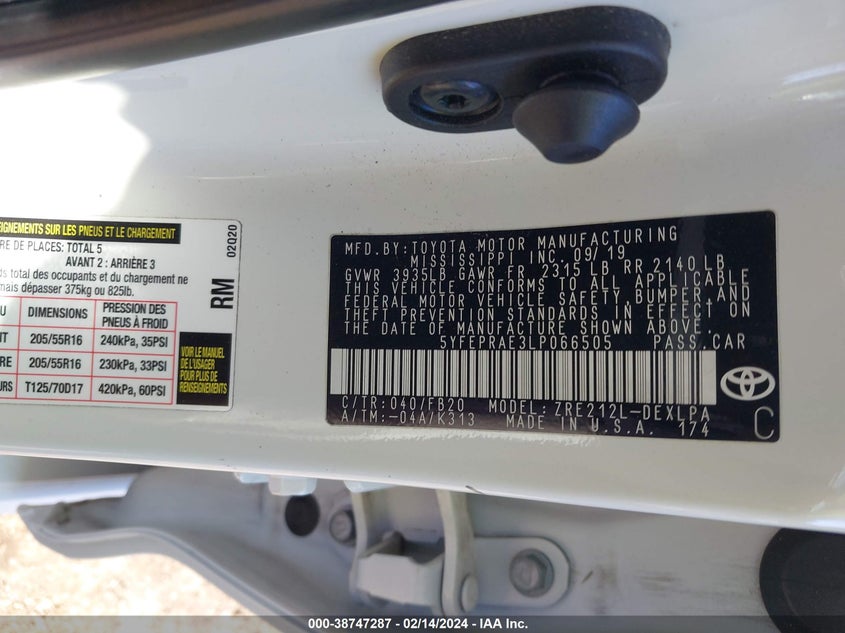 SEIGNEMENTS SUR LES PNEUS ET LE CHARGEMENT
RE DE PLACES: TOTAL 5
AVANT 2 : ARRIÈRE 3
ds total des occupants et du chargement ne
mais dépasser 375kg ou 825lb.
U DIMENSIONS PRESSION DES PNEUS À FROID
NT 205/55R16 240kPa, 35PSI
RE 205/55R16 230kPa, 33PSI
URS T125/70D17 420kPa, 60PSI
VOIR LE MANUEL
DE L'USAGER
POUR PLUS DE
RENSEIGNEMENTS
RM 02Q20
MFD.BY: TOYOTA MOTOR MANUFACTURING
MISSISSIPPI INC. 09/19
GVWR 3935LB GAWR FR 2315 LB RR 2140 LB
THIS VEHICLE CONFORMS TO ALL APPLICABLE
FEDERAL MOTOR VEHICLE SAFETY,BUMPER,AND
THEFT PREVENTION STANDARDS IN EFFECT ON
THE DATE OF MANUFACTURE SHOWN ABOVE.
5YFEPRAE3LP066505 PASS.CAR
C/TR:040/FB20 MODEL: ZRE212L-DEXLPA
A/TM:-04A/K313 MADE IN U.S.A. 174
C
000-38747287 - 02/14/2024 - IAA Inc.